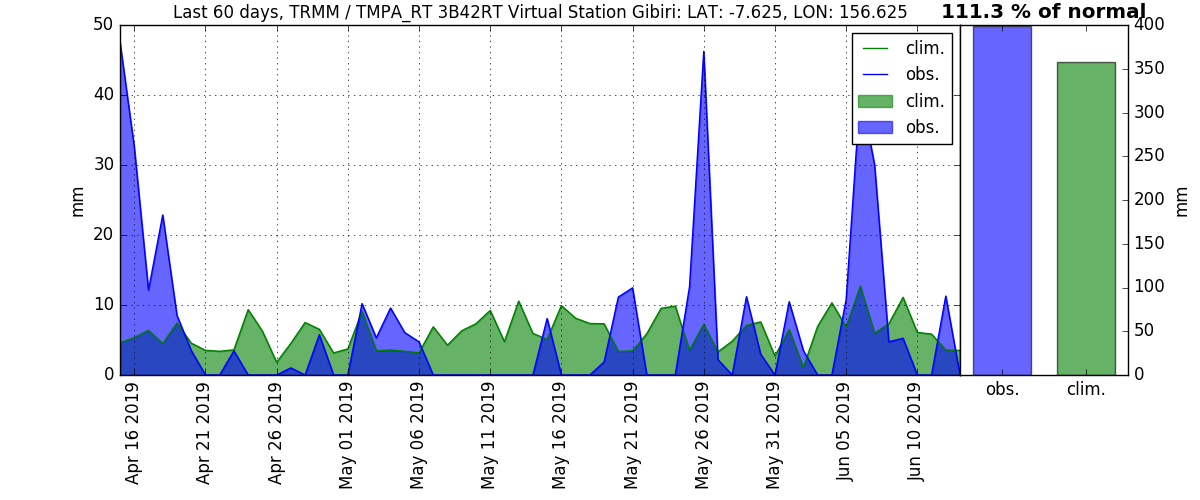 Last 60 days, TRMM / TMPA_RT 3B42RT Virtual Station Gibiri: LAT: -7.625, LON: 156.625
111.3 % of normal
50
40
30
20
10
0
mm
clim.
obs.
clim.
obs.
400
350
300
250
200
150
100
50
0
mm
obs.
clim.
Apr 16 2019
Apr 21 2019
Apr 26 2019
May 01 2019
May 06 2019
May 11 2019
May 16 2019
May 21 2019
May 26 2019
May 31 2019
Jun 05 2019
Jun 10 2019